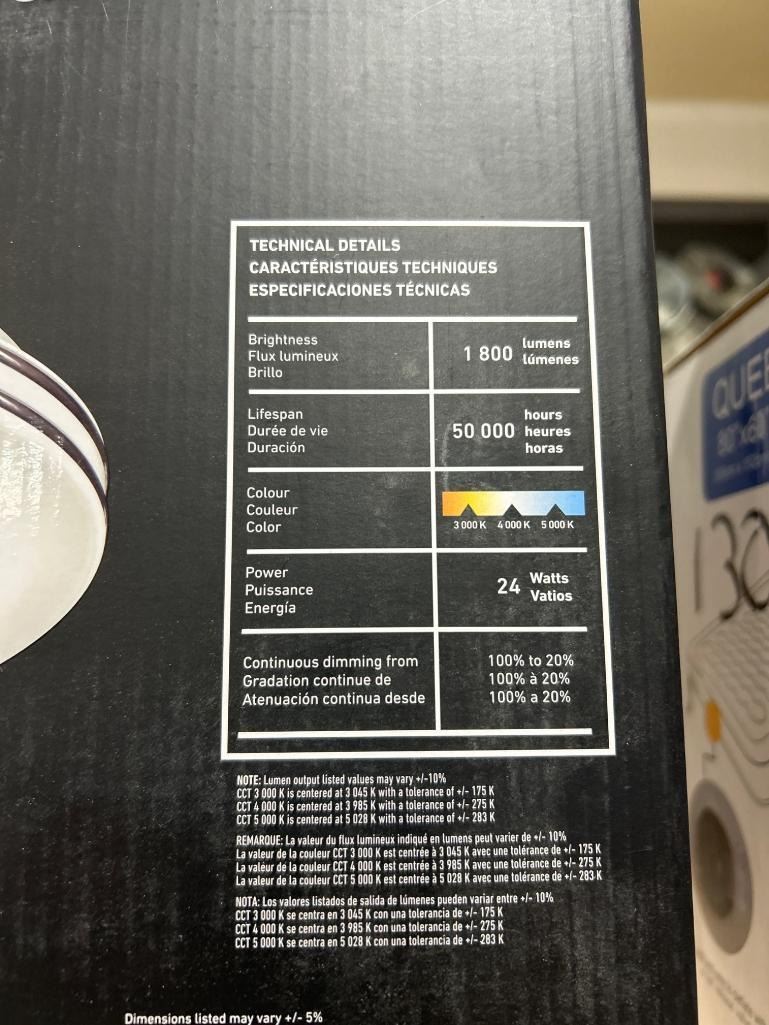 TECHNICAL DETAILS
CARACTÉRISTIQUES TECHNIQUES
ESPECIFICACIONES TÉCNICAS
Brightness
Flux lumineux
Brillo
1 800 lumens
lúmenes
Lifespan
Durée de vie
Duración
50 000 hours
heures
horas
Colour
Couleur
Color
3 000 K 4 000 K 5 000 K
Power
Puissance
Energía
24 Watts
Vatios
Continuous dimming from
Gradation continue de
Atenuación continua desde
100% to 20%
100% à 20%
100% a 20%
NOTE: Lumen output listed values may vary +/-10%
CCT 3 000 K is centered at 3 045 K with a tolerance of +/- 175 K
CCT 4 000 K is centered at 3 985 K with a tolerance of +/- 275 K
CCT 5 000 K is centered at 5 028 K with a tolerance of +/- 283 K
REMARQUE: La valeur du flux lumineux indiqué en lumens peut varier de +/- 10%
La valeur de la couleur CCT 3 000 K est centrée à 3 045 K avec une tolérance de +/- 175 K
La valeur de la couleur CCT 4 000 K est centrée à 3 985 K avec une tolérance de +/- 275 K
La valeur de la couleur CCT 5 000 K est centrée à 5 028 K avec une tolérance de +/- 283 K
NOTA: Los valores listados de salida de lúmenes pueden variar entre +/- 10%
CCT 3 000 K se centra en 3 045 K con una tolerancia de +/- 175 K
CCT 4 000 K se centra en 3 985 K con una tolerancia de +/- 275 K
CCT 5 000 K se centra en 5 028 K con una tolerancia de +/- 283 K
Dimensions listed may vary +/- 5%
QUEE
80"x60"
130